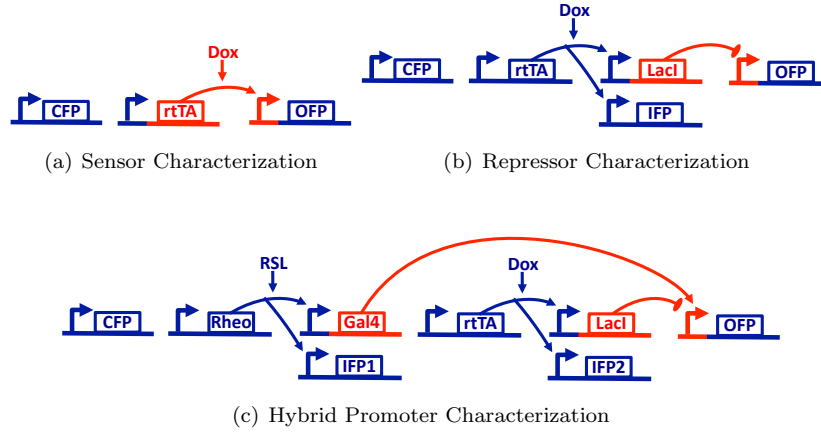 Dox
CFP rtTA OFP
(a) Sensor Characterization
Dox
CFP rtTA LacI OFP
IFP
(b) Repressor Characterization
RSL Dox
CFP Rheo Gal4 rtTA LacI OFP
IFP1 IFP2
(c) Hybrid Promoter Characterization